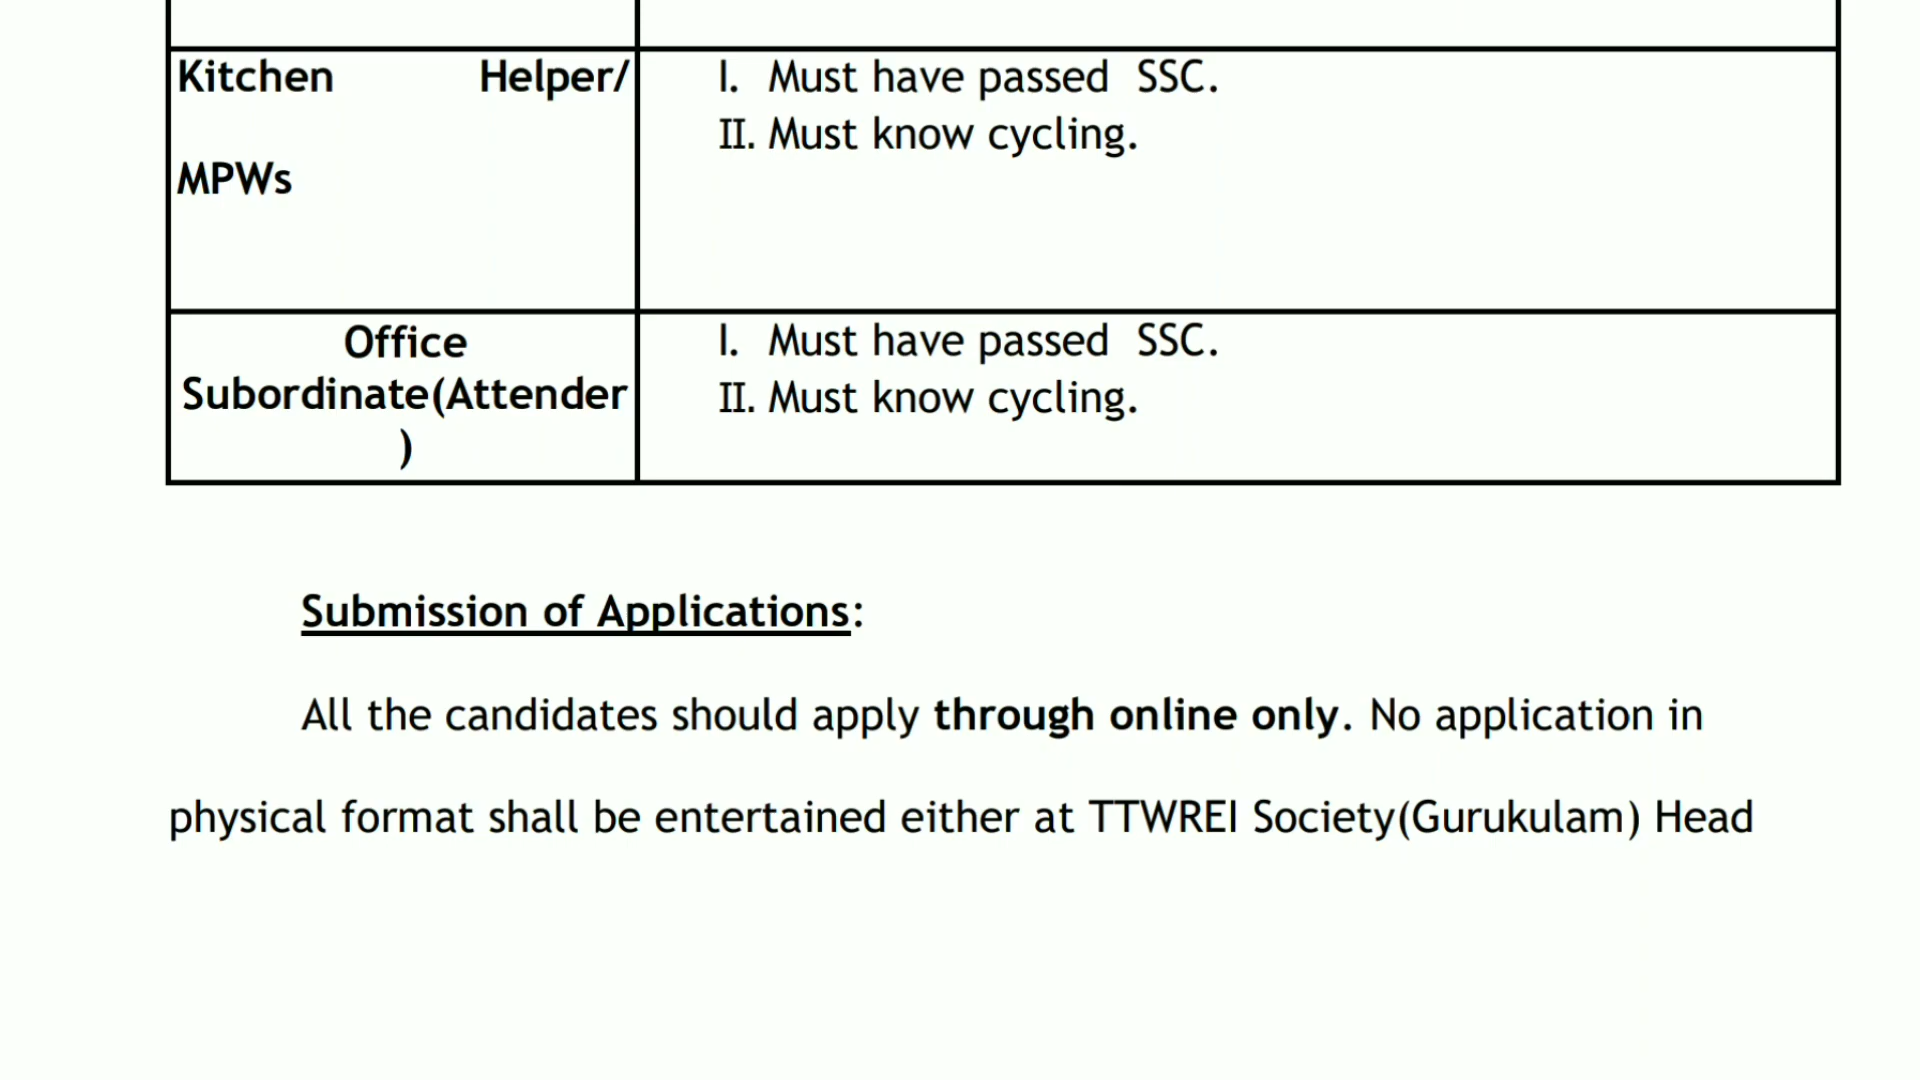 Kitchen Helper/
MPWs
I. Must have passed SSC.
II. Must know cycling.
Office
Subordinate(Attender
)
I. Must have passed SSC.
II. Must know cycling.
Submission of Applications:
All the candidates should apply through online only. No application in
physical format shall be entertained either at TTWREI Society(Gurukulam) Head